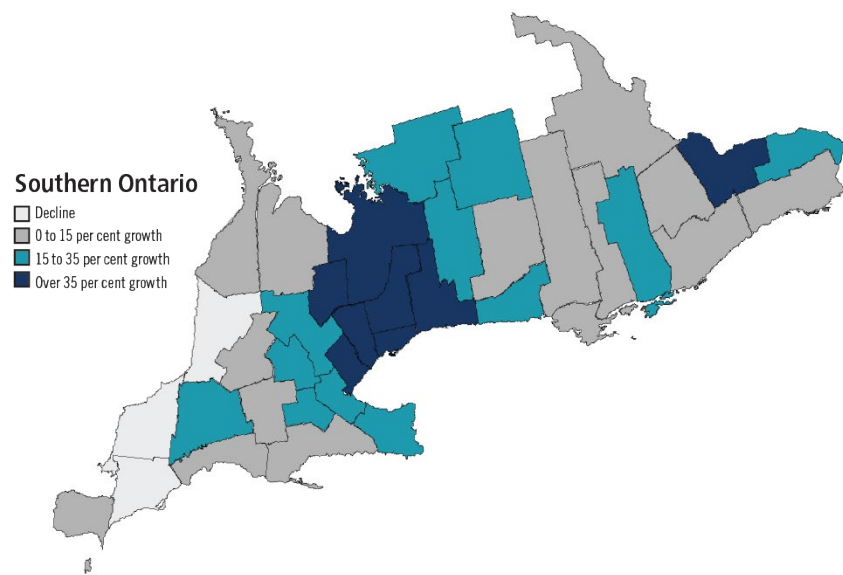 Southern Ontario
Decline
0 to 15 per cent growth
15 to 35 per cent growth
Over 35 per cent growth